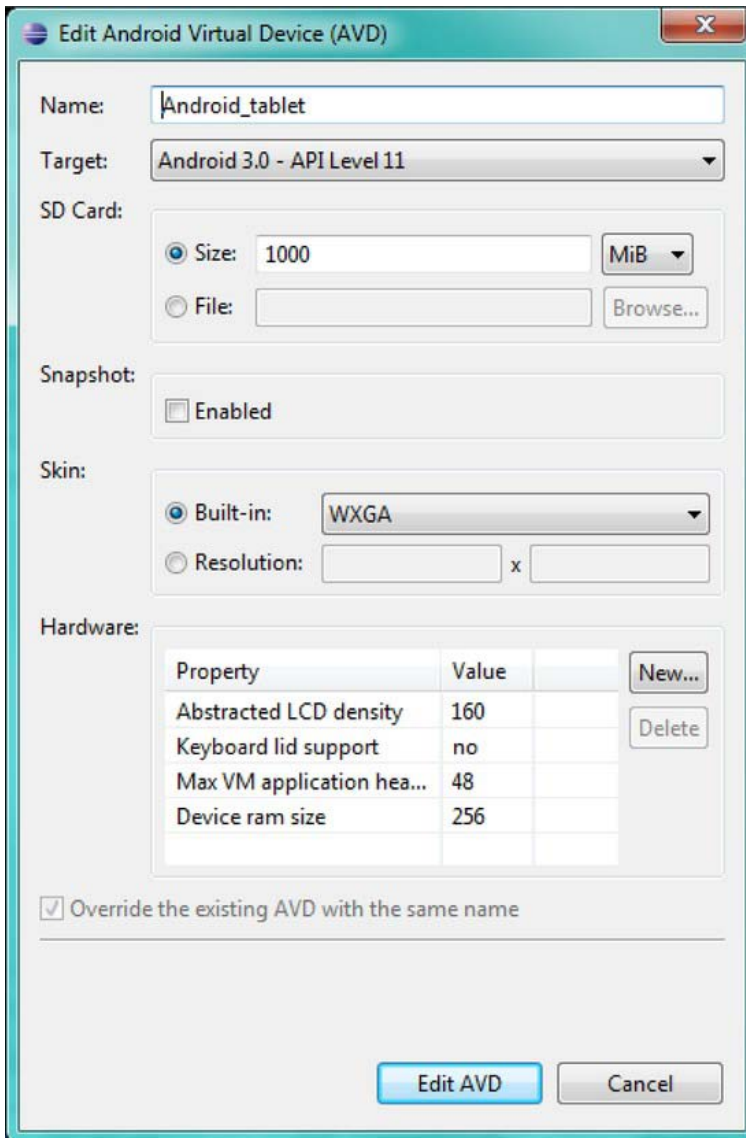 Edit Android Virtual Device (AVD)
Name: Android_tablet
Target: Android 3.0 - API Level 11
SD Card:
Size: 1000 MiB
File: Browse...
Snapshot:
Enabled
Skin:
Built-in: WXGA
Resolution: x
Hardware:
Property Value New...
Abstracted LCD density 160
Delete
Keyboard lid support no
Max VM application hea... 48
Device ram size 256
Override the existing AVD with the same name
Edit AVD Cancel